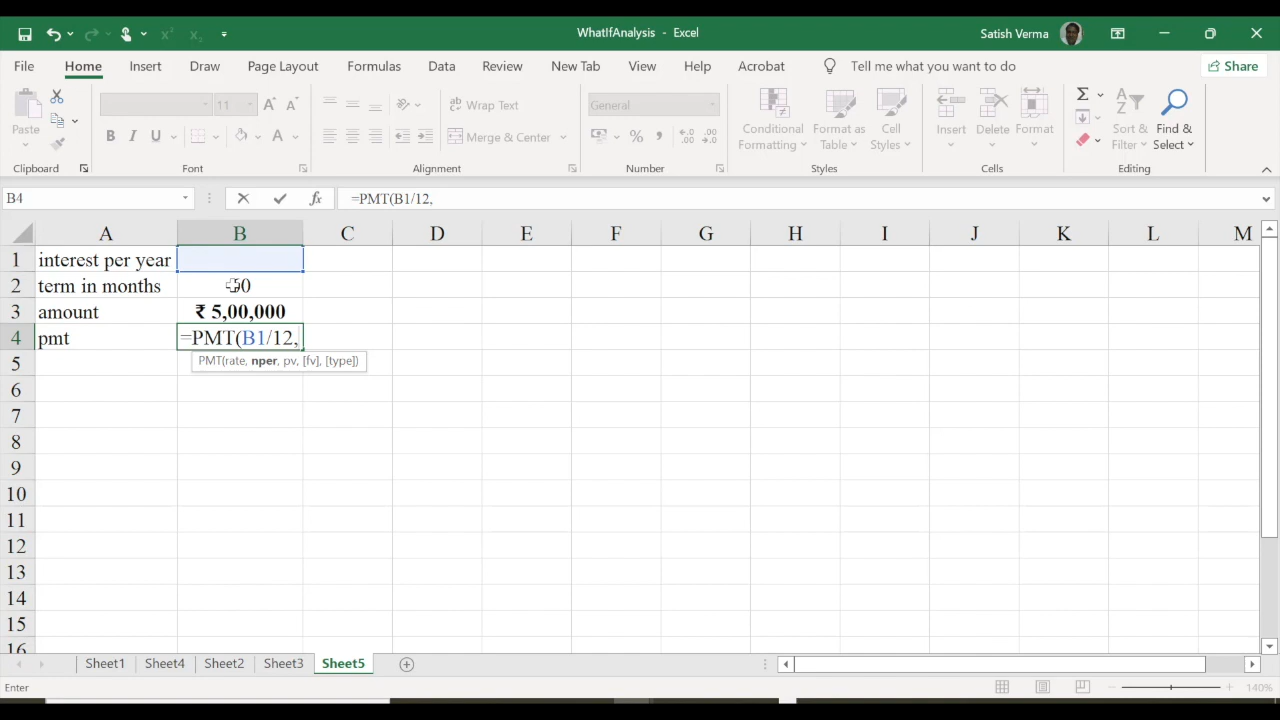 WhatIfAnalysis - Excel
Satish Verma
File Home Insert Draw Page Layout Formulas Data Review New Tab View Help Acrobat Tell me what you want to do Share
Paste
Clipboard
11
B I U
Font
Wrap Text
Merge & Center
Alignment
General
% ,
Number
Conditional Formatting
Format as Table
Cell Styles
Styles
Insert
Delete
Format
Cells
Sort & Filter
Find & Select
Editing
B4 fx =PMT(B1/12,
A B C D E F G H I J K L M
1 interest per year
2 term in months
3 amount ₹ 5,00,000
4 pmt =PMT(B1/12,
5 PMT(rate, nper, pv, [fv], [type])
6
7
8
9
10
11
12
13
14
15
16
Sheet1 Sheet4 Sheet2 Sheet3 Sheet5
Enter 140%